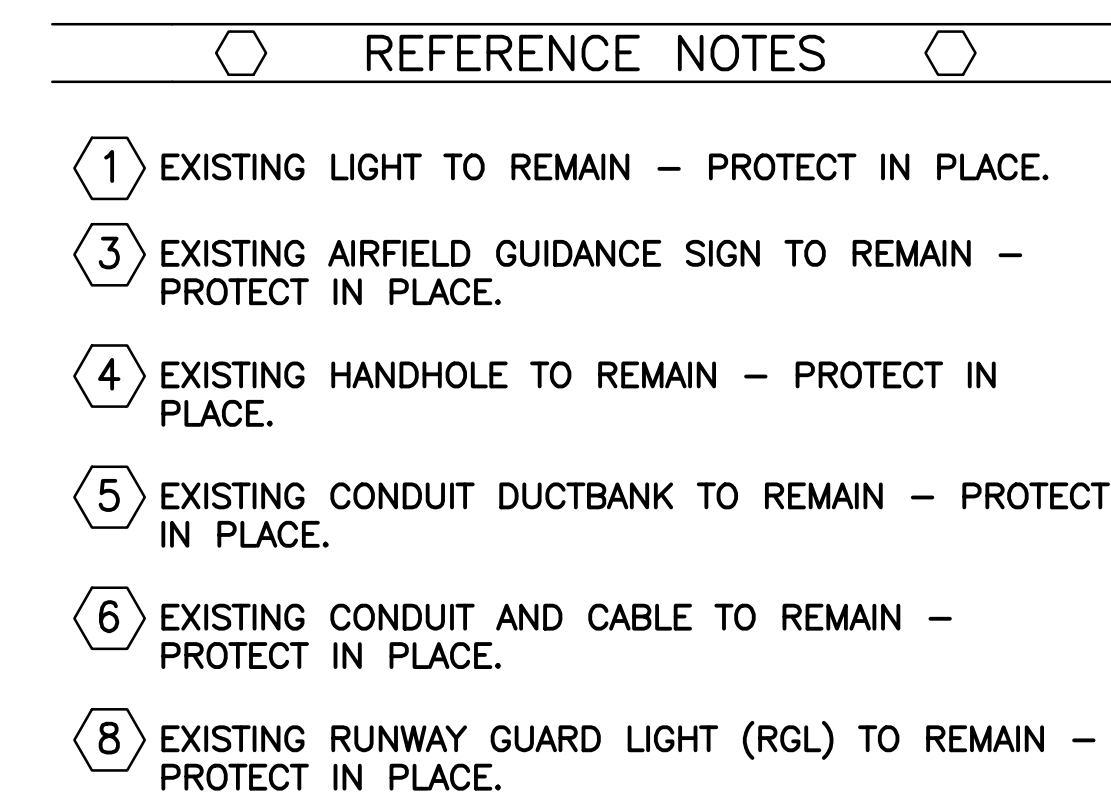 REFERENCE NOTES
1 EXISTING LIGHT TO REMAIN – PROTECT IN PLACE.
3 EXISTING AIRFIELD GUIDANCE SIGN TO REMAIN –
PROTECT IN PLACE.
4 EXISTING HANDHOLE TO REMAIN – PROTECT IN
PLACE.
5 EXISTING CONDUIT DUCTBANK TO REMAIN – PROTECT
IN PLACE.
6 EXISTING CONDUIT AND CABLE TO REMAIN –
PROTECT IN PLACE.
8 EXISTING RUNWAY GUARD LIGHT (RGL) TO REMAIN –
PROTECT IN PLACE.